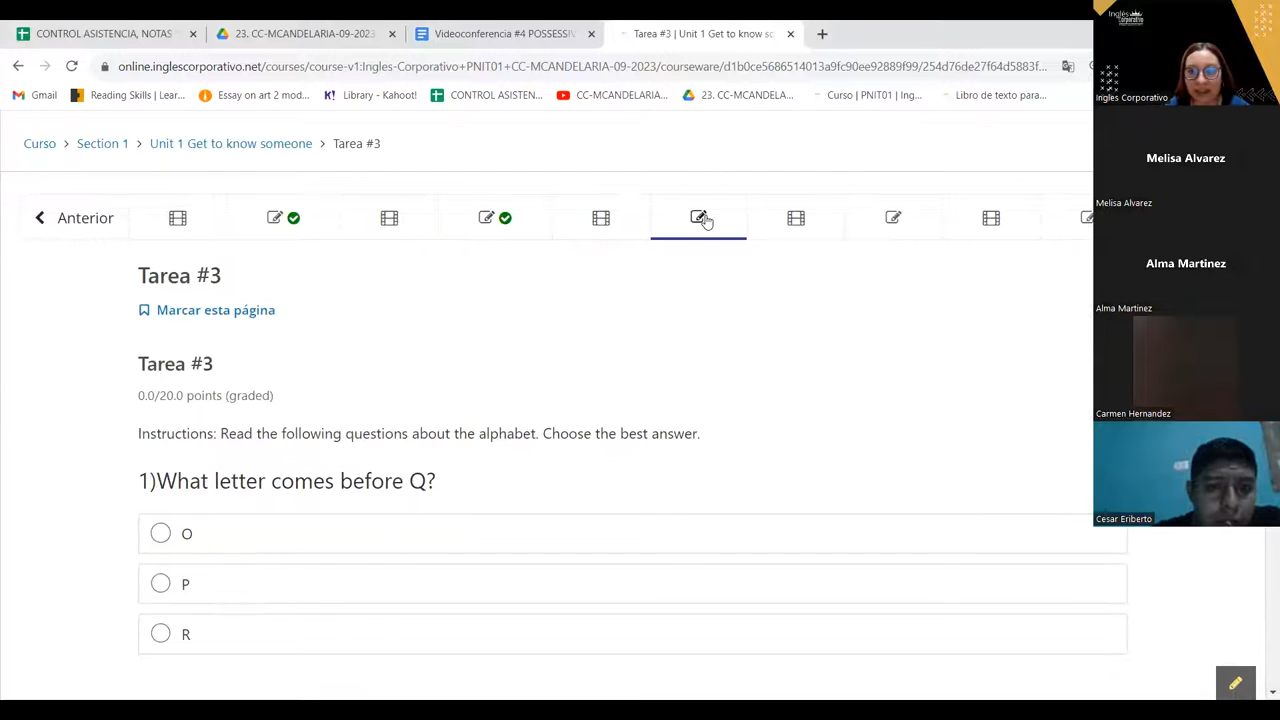 CONTROL ASISTENCIA, NOTAS
23. CC-MCANDELARIA-09-2023
Videoconferencia #4 POSSESSIV
Tarea #3 | Unit 1 Get to know so
online.inglescorporativo.net/courses/course-v1:Ingles-Corporativo+PNIT01+CC-MCANDELARIA-09-2023/courseware/d1b0ce5686514013a9fc90ee92889f99/254d76de27f64d5883f...
Gmail
Reading Skills | Lear...
Essay on art 2 mod...
Library - Ka
CONTROL ASISTEN...
CC-MCANDELARIA...
23. CC-MCANDELA...
Curso | PNIT01 | Ing...
Libro de texto para...
Curso > Section 1 > Unit 1 Get to know someone > Tarea #3
Anterior
Tarea #3
Marcar esta página
Tarea #3
0.0/20.0 points (graded)
Instructions: Read the following questions about the alphabet. Choose the best answer.
1)What letter comes before Q?
O
P
R
Inglés
Corporativo
Ingles Corporativo
Melisa Alvarez
Melisa Alvarez
Alma Martinez
Alma Martinez
Carmen Hernandez
Cesar Eriberto